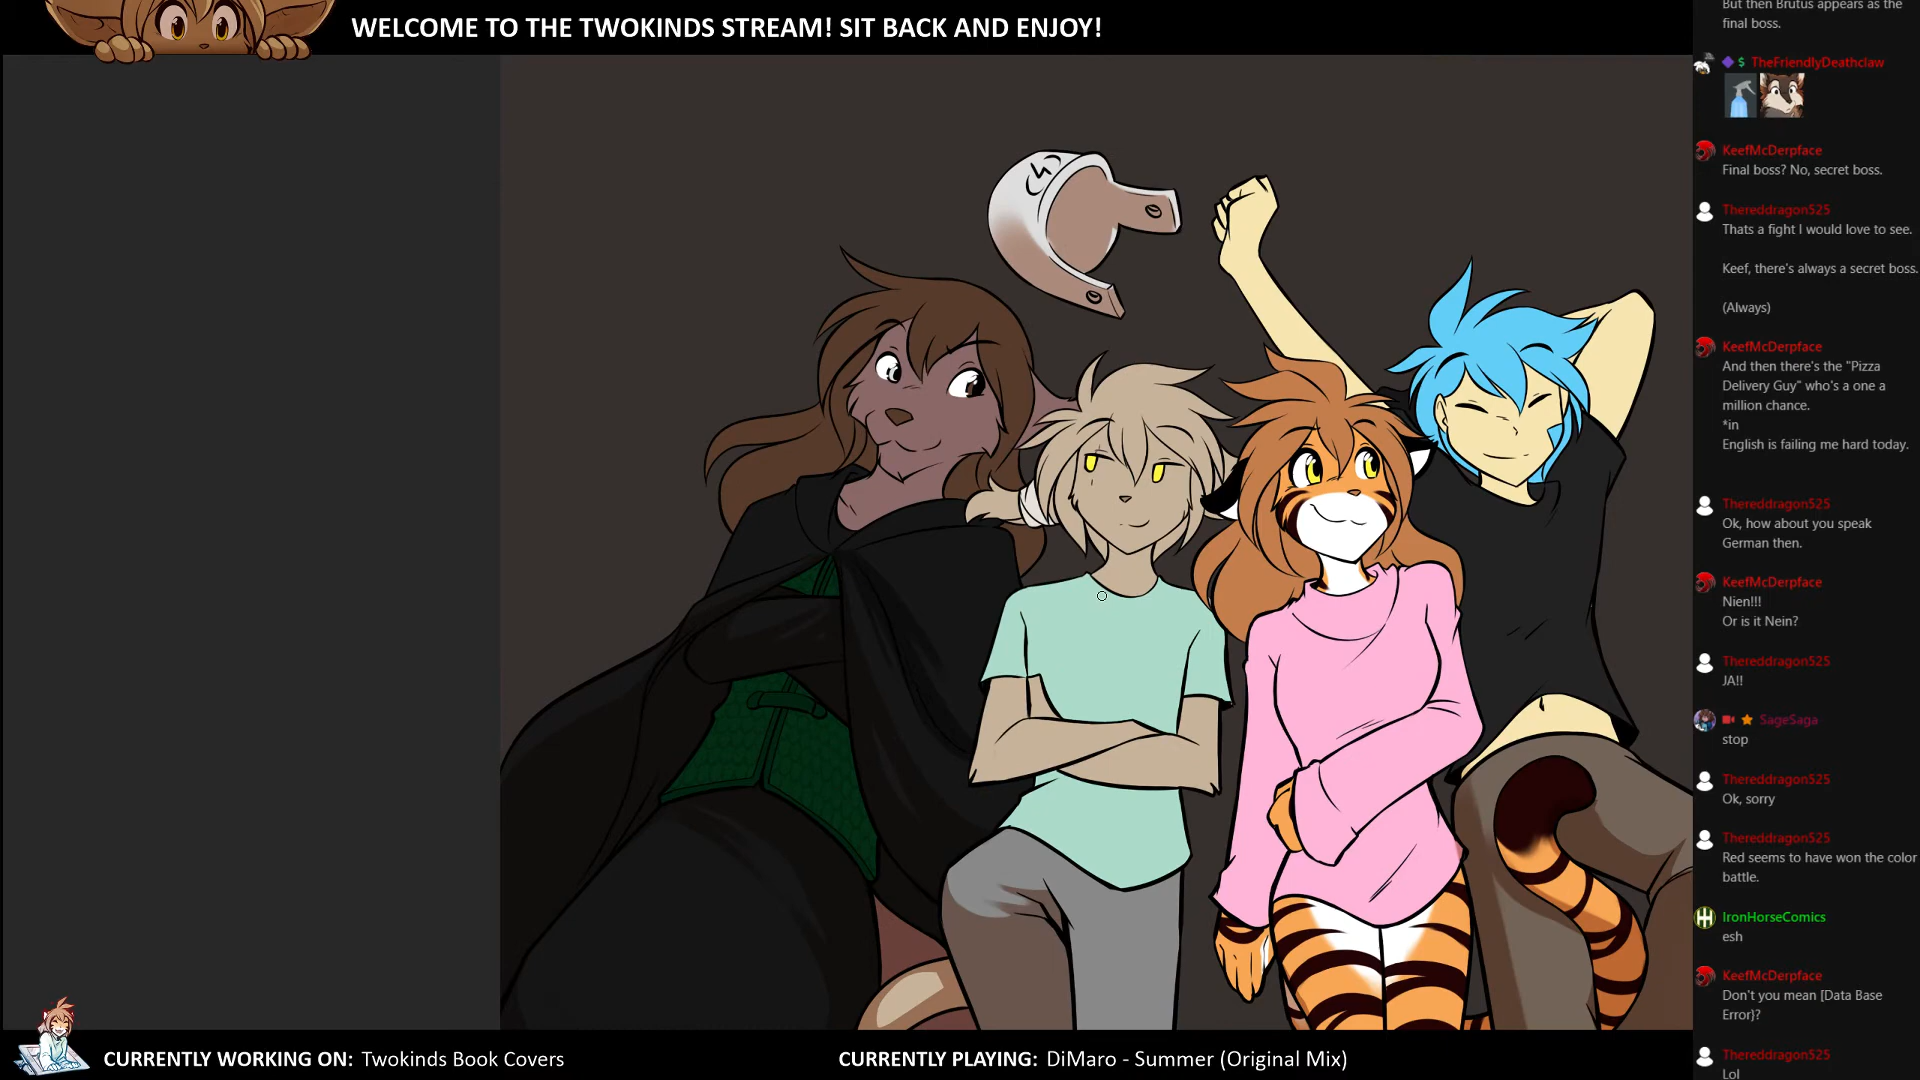 WELCOME TO THE TWOKINDS STREAM! SIT BACK AND ENJOY!
But then Brutus appears as the
final boss.
$ TheFriendlyDeathclaw
KeefMcDerpface
Final boss? No, secret boss.
Thereddragon525
Thats a fight I would love to see.
Keef, there's always a secret boss.
(Always)
KeefMcDerpface
And then there's the "Pizza
Delivery Guy" who's a one a
million chance.
*in
English is failing me hard today.
Thereddragon525
Ok, how about you speak
German then.
KeefMcDerpface
Nien!!!
Or is it Nein?
Thereddragon525
JA!!
SageSaga
stop
Thereddragon525
Ok, sorry
Thereddragon525
Red seems to have won the color
battle.
IronHorseComics
esh
KeefMcDerpface
Don't you mean [Data Base
Error}?
Thereddragon525
Lol
CURRENTLY WORKING ON: Twokinds Book Covers
CURRENTLY PLAYING: DiMaro - Summer (Original Mix)